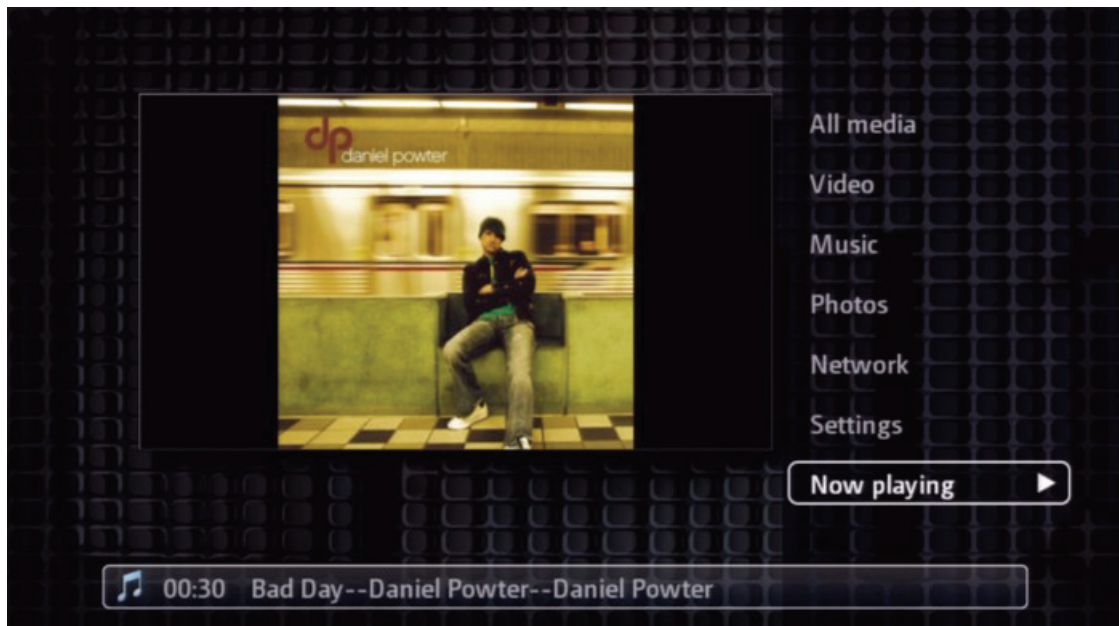 dp
daniel powter
All media
Video
Music
Photos
Network
Settings
Now playing
00:30 Bad Day--Daniel Powter--Daniel Powter